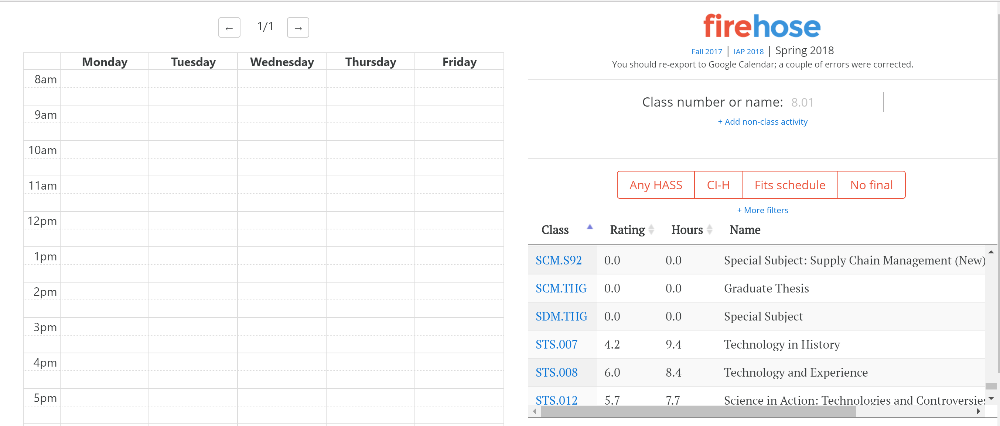 ← 1/1 →
Monday Tuesday Wednesday Thursday Friday
8am
9am
10am
11am
12pm
1pm
2pm
3pm
4pm
5pm
firehose
Fall 2017 | IAP 2018 | Spring 2018
You should re-export to Google Calendar; a couple of errors were corrected.
Class number or name: 8.01
+ Add non-class activity
Any HASS CI-H Fits schedule No final
+ More filters
Class Rating Hours Name
SCM.S92 0.0 0.0 Special Subject: Supply Chain Management (New)
SCM.THG 0.0 0.0 Graduate Thesis
SDM.THG 0.0 0.0 Special Subject
STS.007 4.2 9.4 Technology in History
STS.008 6.0 8.4 Technology and Experience
STS.012 5.7 7.7 Science in Action: Technologies and Controversies